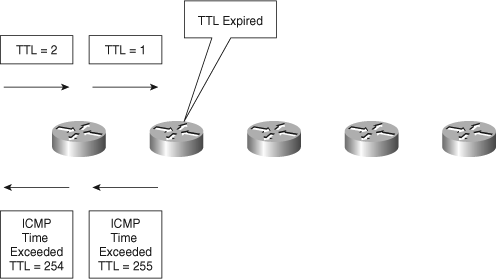 TTL Expired
TTL = 2
TTL = 1
ICMP
Time
Exceeded
TTL = 254
ICMP
Time
Exceeded
TTL = 255